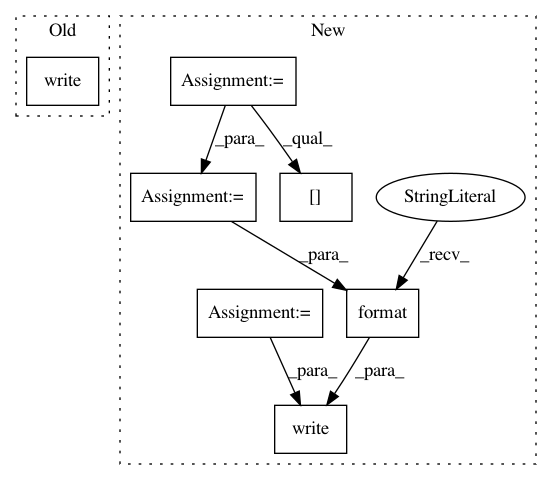 Old
New
write
Assignment:=
_para_
_qual_
Assignment:=
[]
StringLiteral
_para_
_recv_
Assignment:=
format
_para_
_para_
write